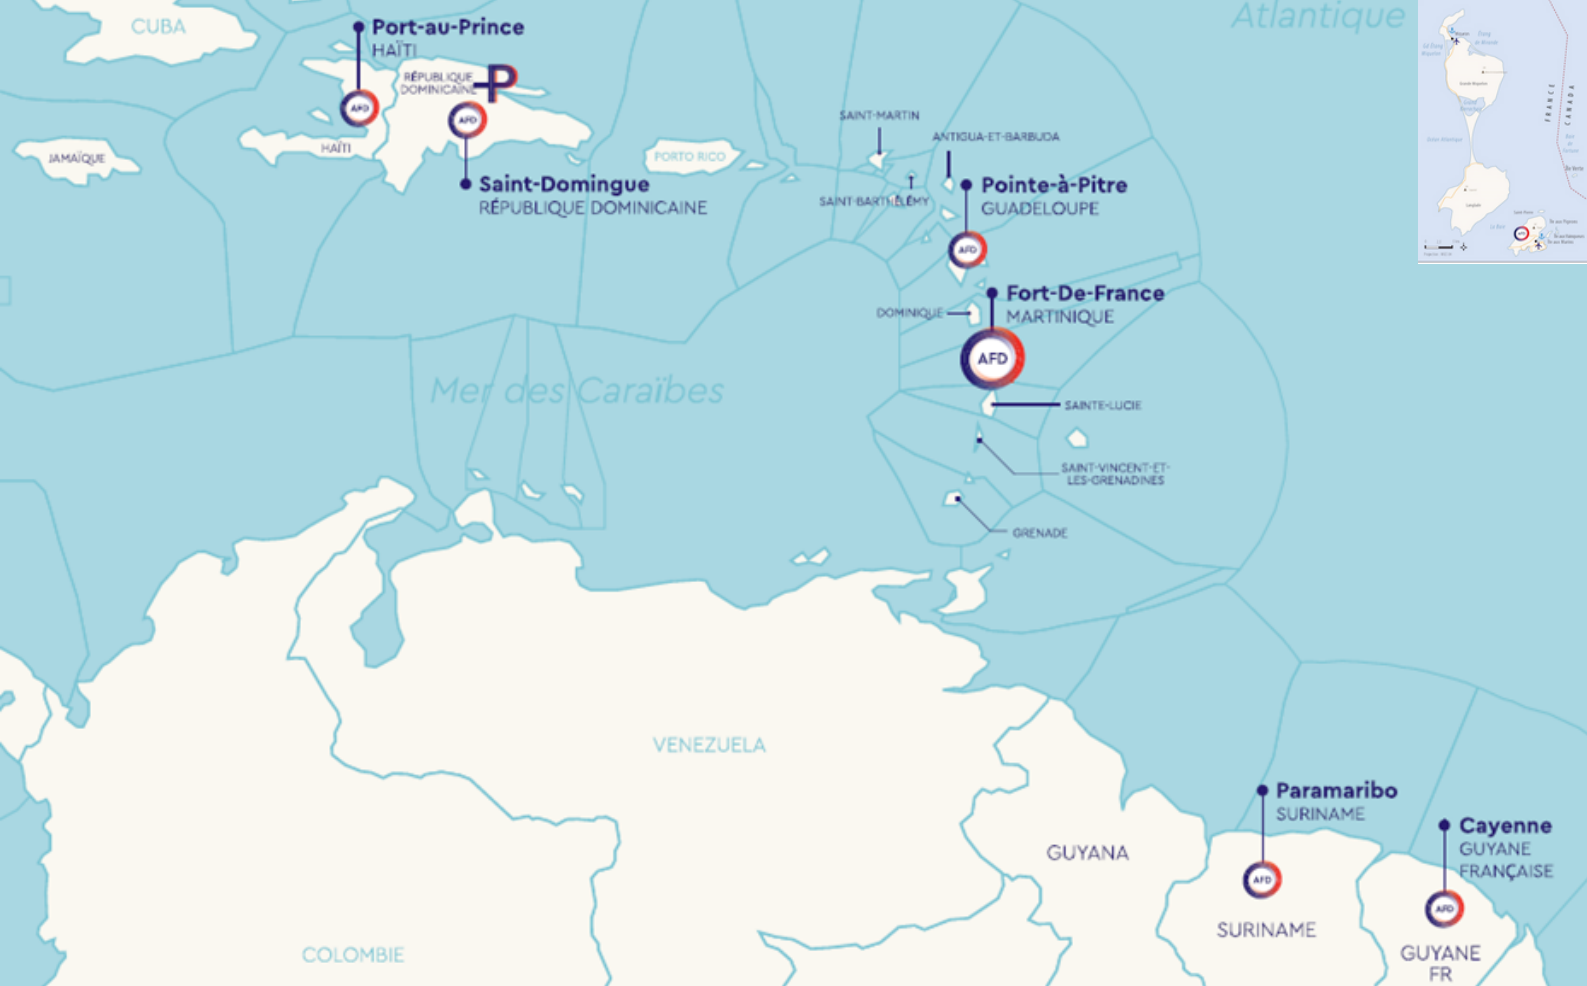 Atlantique
CUBA
Port-au-Prince
HAÏTI
AFD
RÉPUBLIQUE
DOMINICAINE
P
AFD
HAÏTI
JAMAÏQUE
PORTO RICO
Saint-Domingue
RÉPUBLIQUE DOMINICAINE
SAINT-MARTIN
ANTIGUA-ET-BARBUDA
SAINT-BARTHÉLÉMY
Pointe-à-Pitre
GUADELOUPE
AFD
Fort-De-France
MARTINIQUE
DOMINIQUE
AFD
Mer des Caraïbes
SAINTE-LUCIE
SAINT-VINCENT-ET-
LES-GRENADINES
GRENADE
VENEZUELA
COLOMBIE
GUYANA
Paramaribo
SURINAME
AFD
SURINAME
Cayenne
GUYANE
FRANÇAISE
AFD
GUYANE
FR
FRANCE
CANADA